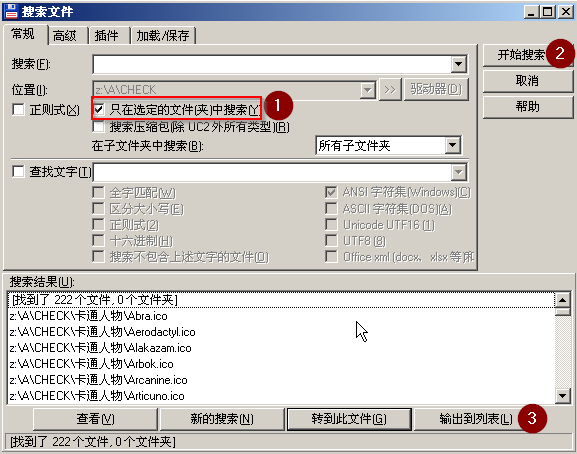 搜索文件
常规 高级 插件 加载/保存
搜索(F):
开始搜索 2
位置(I): z:\A\CHECK >> 驱动器(D)
取消
正则式(X) 只在选定的文件(夹)中搜索(Y) 1
帮助
搜索压缩包(除 UC2 外所有类型)(R)
在子文件夹中搜索(B): 所有子文件夹
查找文字(T)
全字匹配(W) ANSI 字符集(Windows)(C)
区分大小写(E) ASCII 字符集(DOS)(A)
正则式(2) Unicode UTF16 (1)
十六进制(H) UTF8 (8)
搜索不包含上述文字的文件(O) Office xml (docx、xlsx 等)和
搜索结果(U):
[找到了 222 个文件, 0 个文件夹]
z:\A\CHECK\卡通人物\Abra.ico
z:\A\CHECK\卡通人物\Aerodactyl.ico
z:\A\CHECK\卡通人物\Alakazam.ico
z:\A\CHECK\卡通人物\Arbok.ico
z:\A\CHECK\卡通人物\Arcanine.ico
z:\A\CHECK\卡通人物\Articuno.ico
查看(V) 新的搜索(N) 转到此文件(G) 输出到列表(L) 3
[找到了 222 个文件, 0 个文件夹]